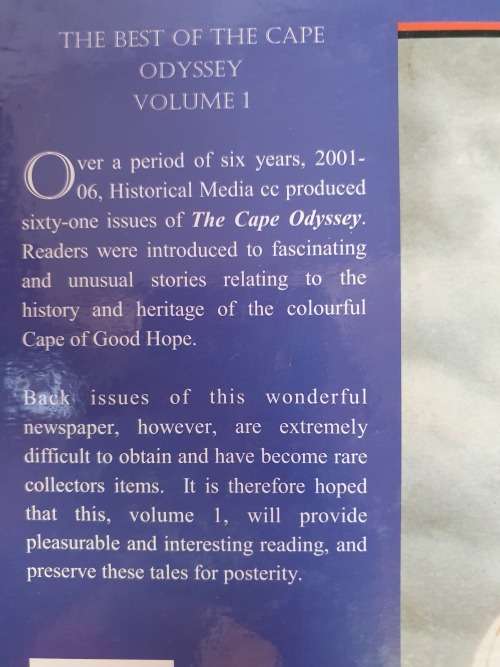 THE BEST OF THE CAPE
ODYSSEY
VOLUME 1
Over a period of six years, 2001-
06, Historical Media cc produced
sixty-one issues of The Cape Odyssey.
Readers were introduced to fascinating
and unusual stories relating to the
history and heritage of the colourful
Cape of Good Hope.
Back issues of this wonderful
newspaper, however, are extremely
difficult to obtain and have become rare
collectors items. It is therefore hoped
that this, volume 1, will provide
pleasurable and interesting reading, and
preserve these tales for posterity.